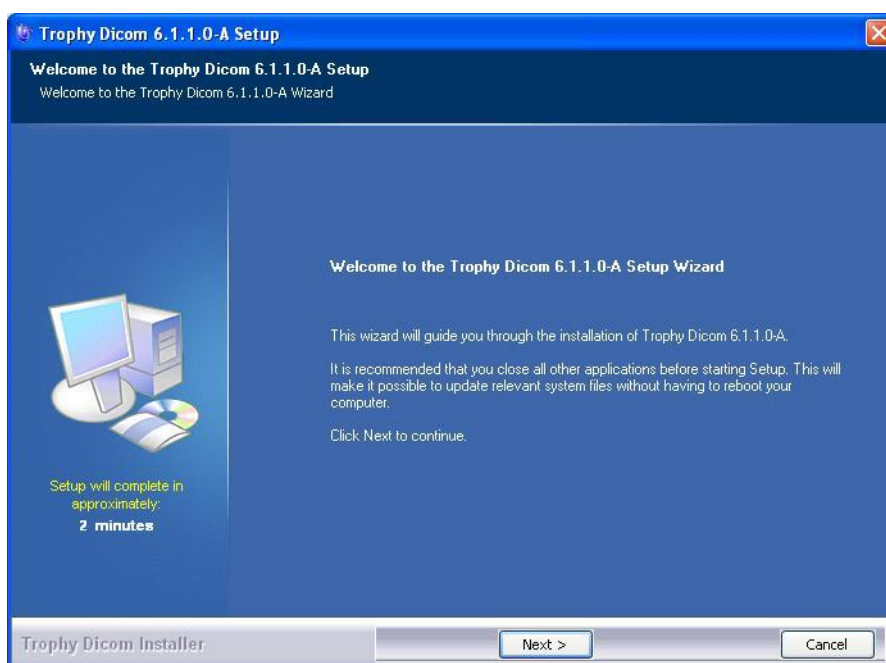 Trophy Dicom 6.1.1.0-A Setup
Welcome to the Trophy Dicom 6.1.1.0-A Setup
Welcome to the Trophy Dicom 6.1.1.0-A Wizard
Welcome to the Trophy Dicom 6.1.1.0-A Setup Wizard
This wizard will guide you through the installation of Trophy Dicom 6.1.1.0-A.
It is recommended that you close all other applications before starting Setup. This will
make it possible to update relevant system files without having to reboot your
computer.
Click Next to continue.
Setup will complete in
approximately:
2 minutes
Trophy Dicom Installer
Next >
Cancel